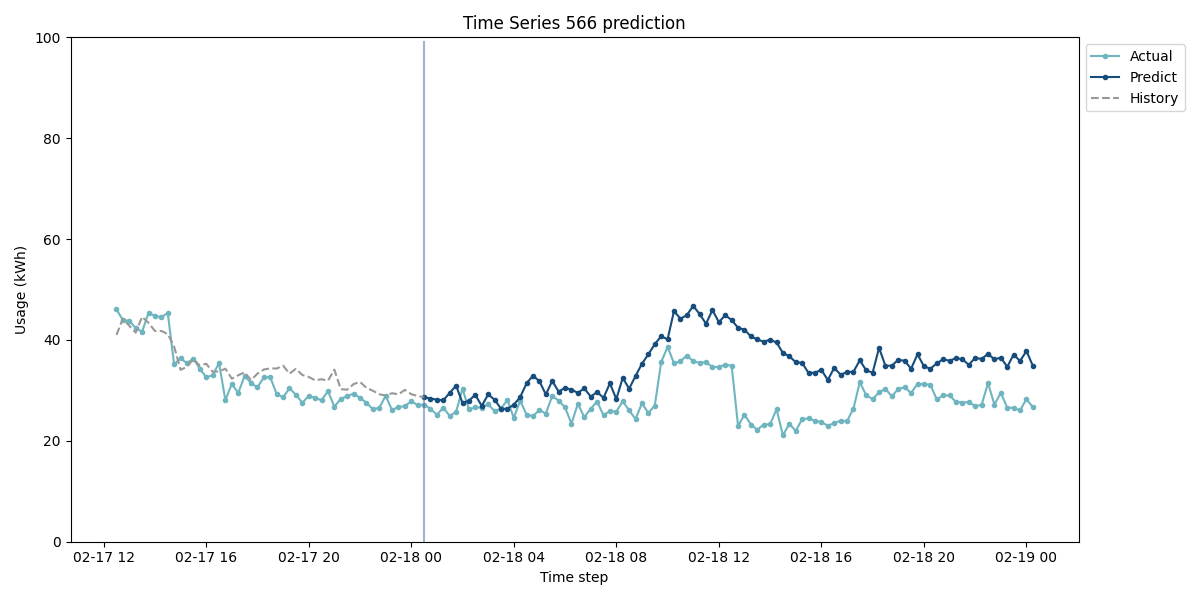 Time Series 566 prediction
100
80
60
40
20
0
Usage (kWh)
02-17 12
02-17 16
02-17 20
02-18 00
02-18 04
02-18 08
02-18 12
02-18 16
02-18 20
02-19 00
Time step
Actual
Predict
History